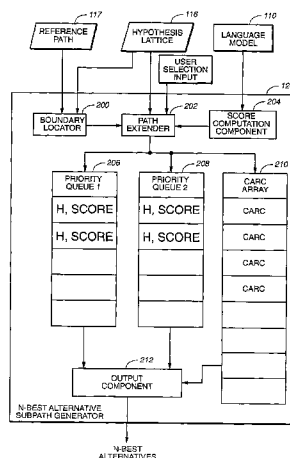 117
116
110
REFERENCE
PATH
HYPOTHESIS
LATTICE
LANGUAGE
MODEL
USER
SELECTION
INPUT
12
200
202
204
BOUNDARY
LOCATOR
PATH
EXTENDER
SCORE
COMPUTATION
COMPONENT
206
208
210
PRIORITY
QUEUE 1
PRIORITY
QUEUE 2
CARC
ARRAY
H, SCORE
H, SCORE
CARC
H, SCORE
H, SCORE
CARC
CARC
CARC
212
OUTPUT
COMPONENT
N-BEST ALTERNATIVE
SUBPATH GENERATOR
N-BEST
ALTERNATIVES